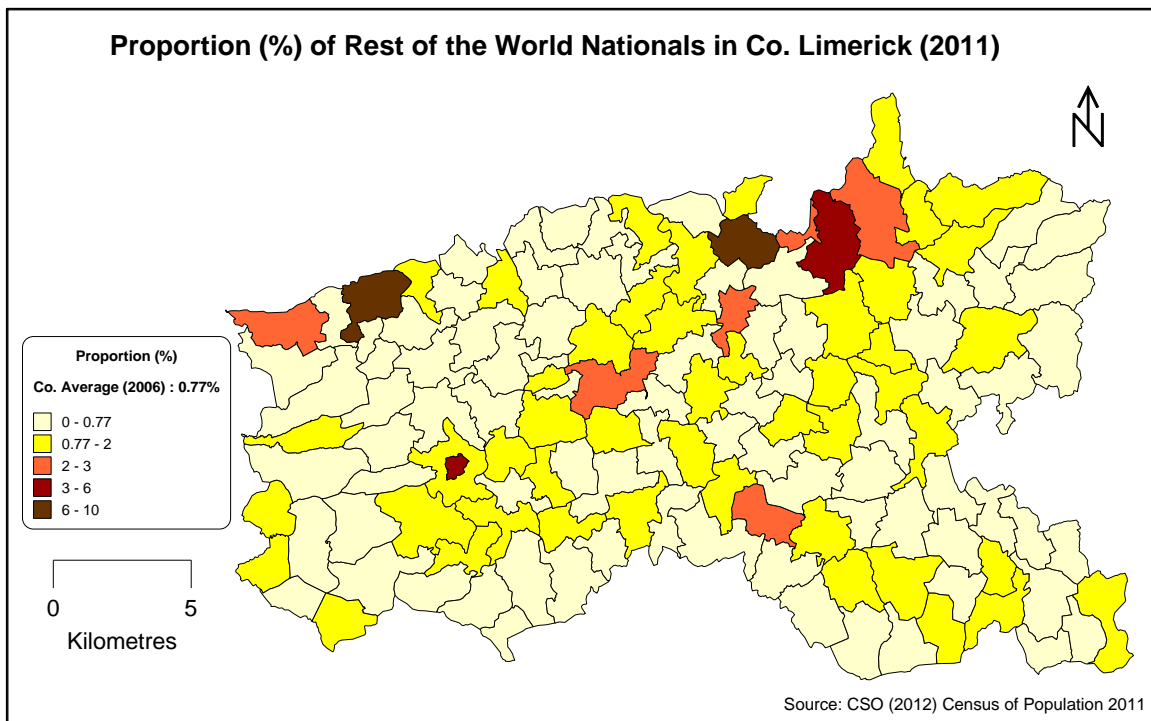 Proportion (%) of Rest of the World Nationals in Co. Limerick (2011)
N
Proportion (%)
Co. Average (2006) : 0.77%
0 - 0.77
0.77 - 2
2 - 3
3 - 6
6 - 10
0 5
Kilometres
Source: CSO (2012) Census of Population 2011